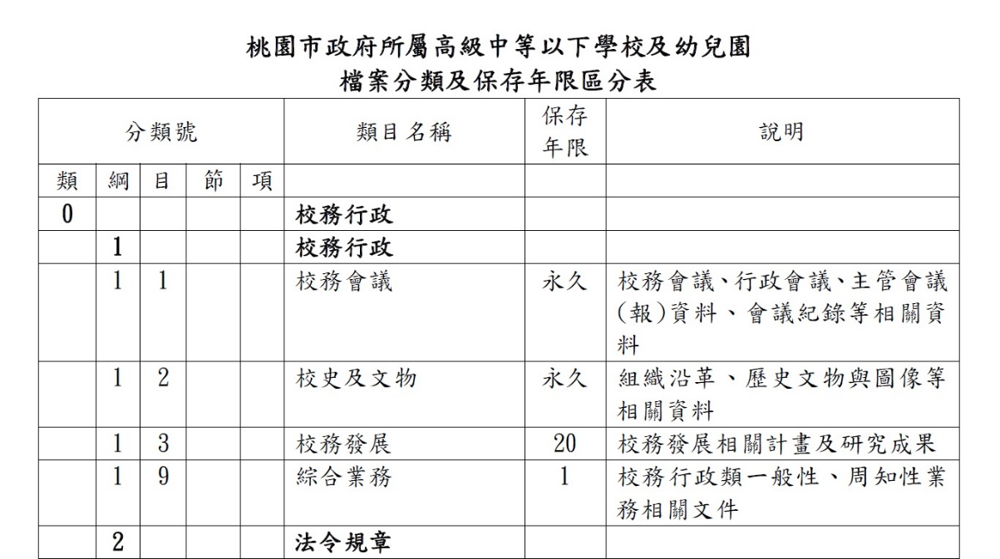 桃園市政府所屬高級中等以下學校及幼兒園
檔案分類及保存年限區分表
分類號 類目名稱 保存年限 說明
類 綱 目 節 項
0 校務行政
1 校務行政
1 1 校務會議 永久 校務會議、行政會議、主管會議
(報)資料、會議紀錄等相關資
料
1 2 校史及文物 永久 組織沿革、歷史文物與圖像等
相關資料
1 3 校務發展 20 校務發展相關計畫及研究成果
1 9 綜合業務 1 校務行政類一般性、周知性業
務相關文件
2 法令規章